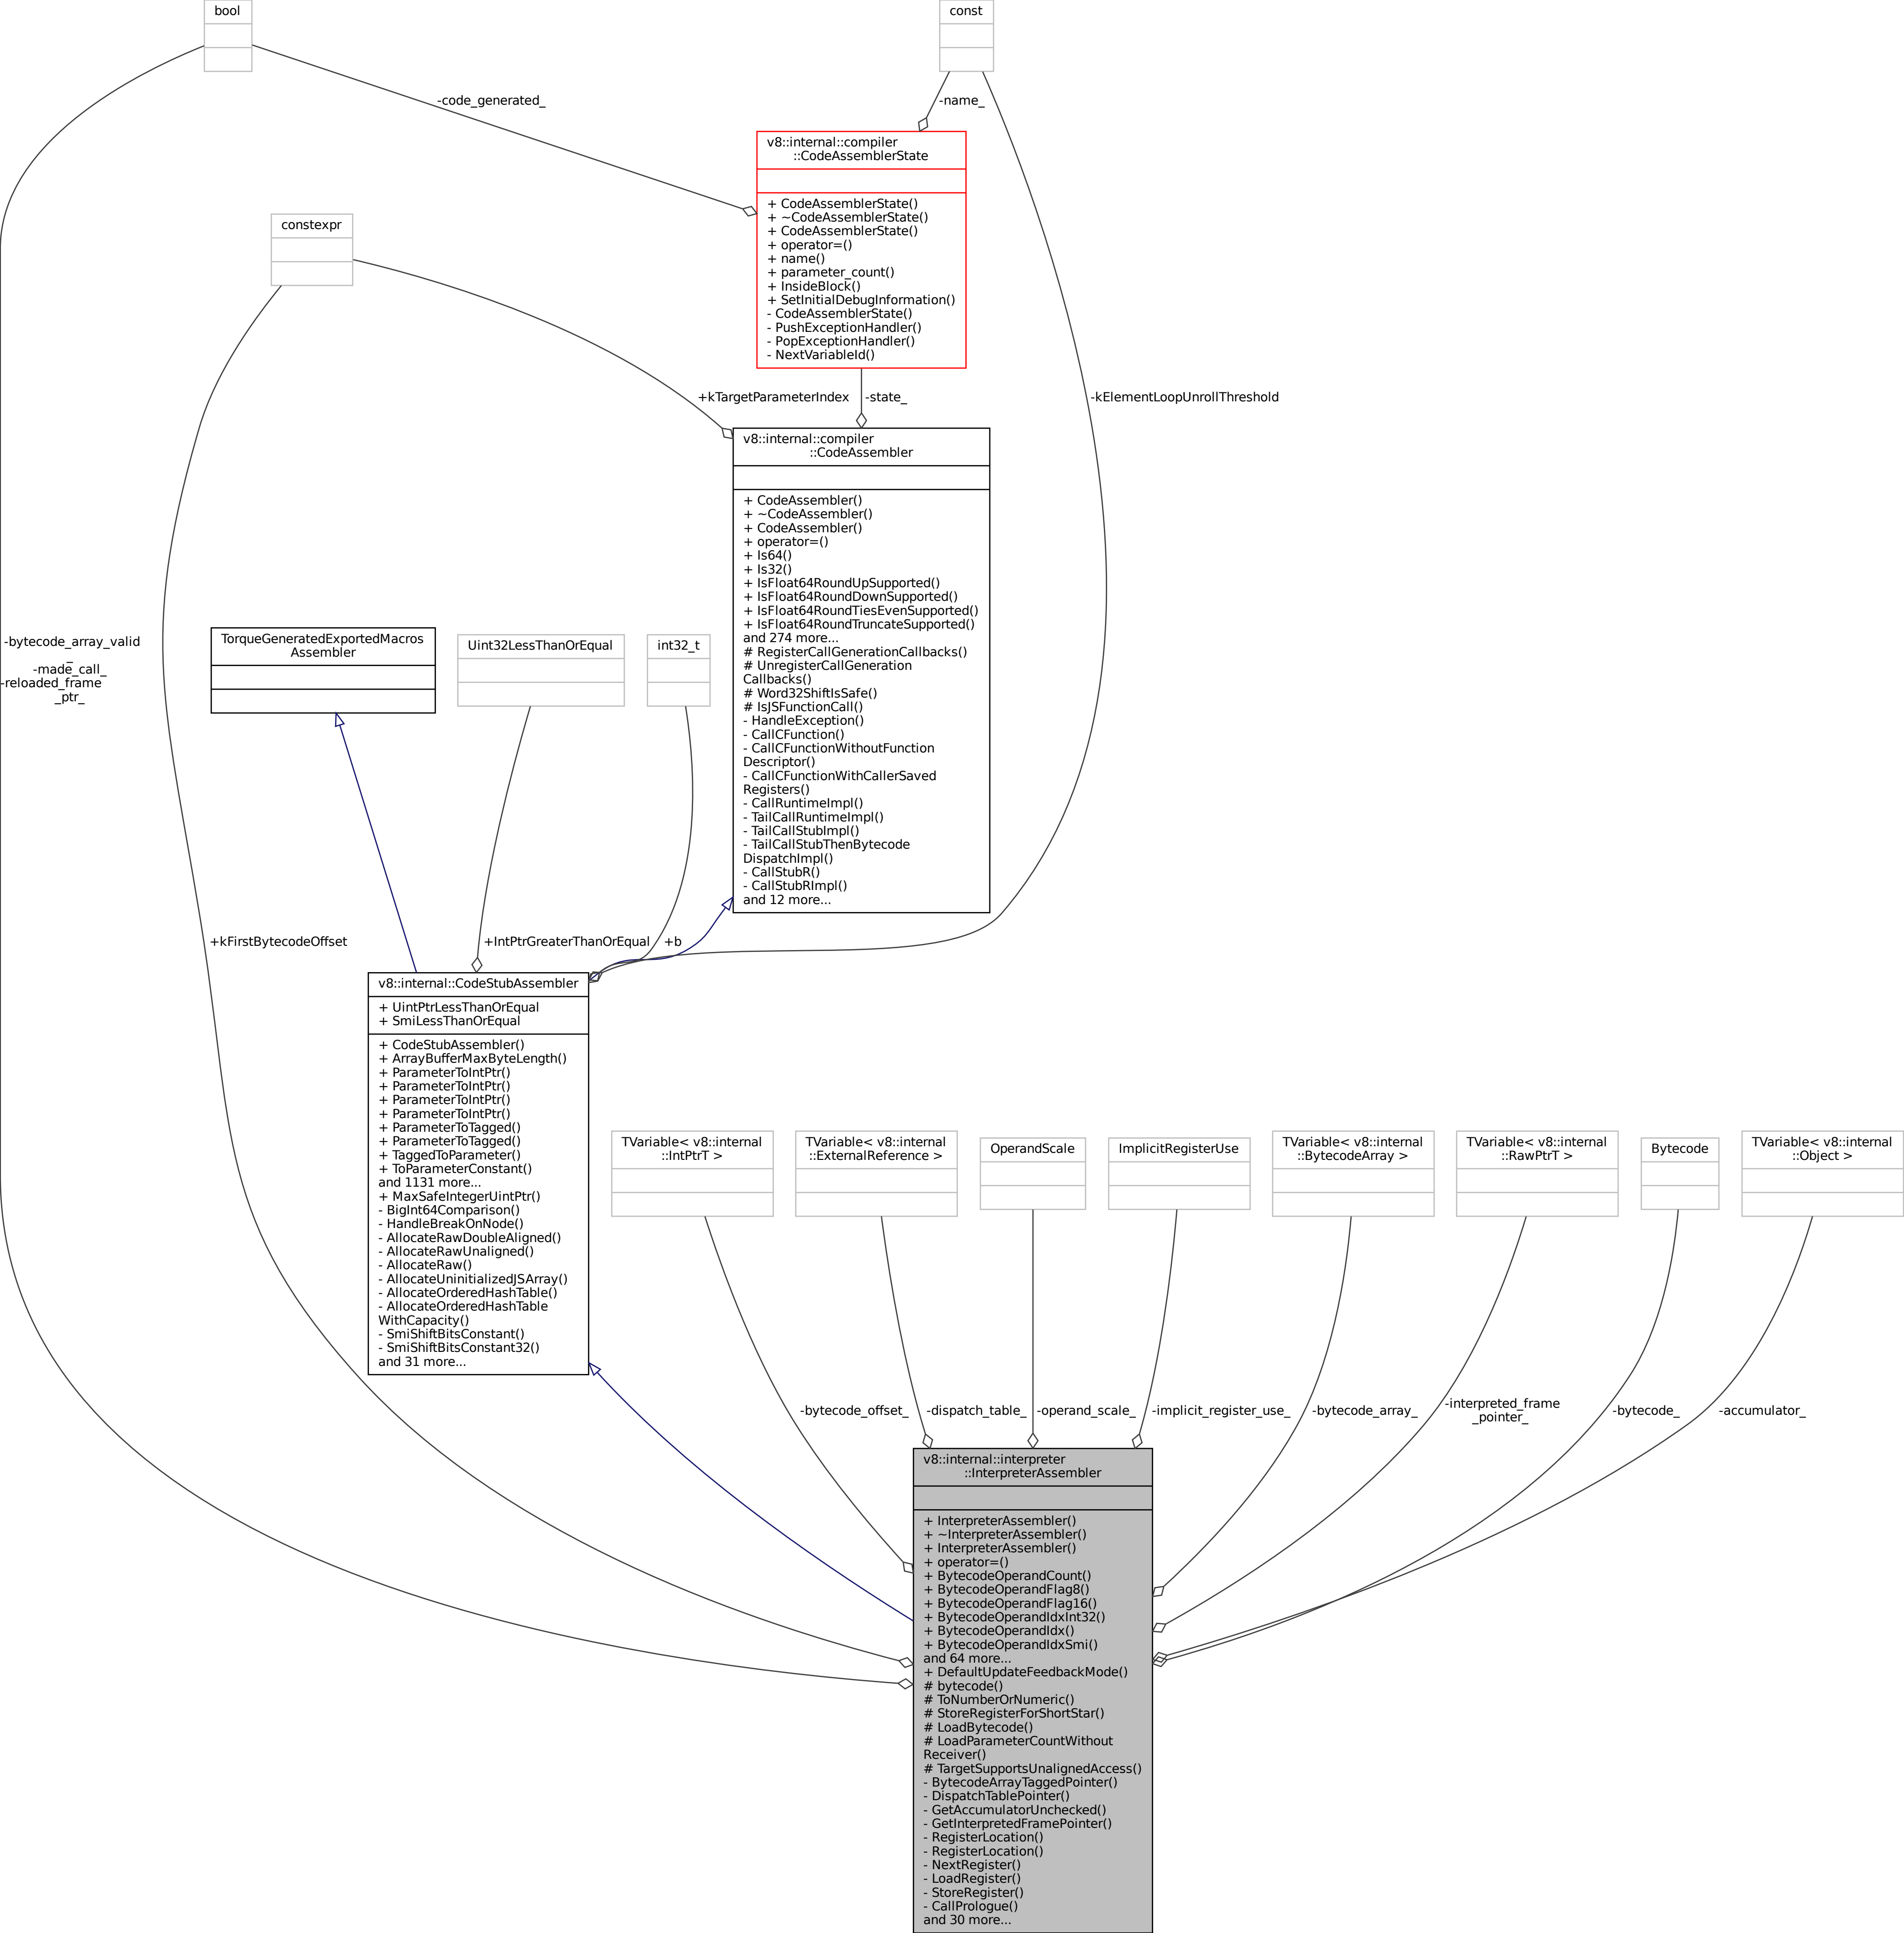 bool
const
-code_generated_
-name_
v8::internal::compiler
::CodeAssemblerState
+ CodeAssemblerState()
+ ~CodeAssemblerState()
+ CodeAssemblerState()
+ operator=()
+ name()
+ parameter_count()
+ InsideBlock()
+ SetInitialDebugInformation()
- CodeAssemblerState()
- PushExceptionHandler()
- PopExceptionHandler()
- NextVariableId()
constexpr
+kTargetParameterIndex
-state_
-kElementLoopUnrollThreshold
v8::internal::compiler
::CodeAssembler
+ CodeAssembler()
+ ~CodeAssembler()
+ CodeAssembler()
+ operator=()
+ Is64()
+ Is32()
+ IsFloat64RoundUpSupported()
+ IsFloat64RoundDownSupported()
+ IsFloat64RoundTiesEvenSupported()
+ IsFloat64RoundTruncateSupported()
and 274 more...
# RegisterCallGenerationCallbacks()
# UnregisterCallGeneration
Callbacks()
# Word32ShiftIsSafe()
# IsJSFunctionCall()
- HandleException()
- CallCFunction()
- CallCFunctionWithoutFunction
Descriptor()
- CallCFunctionWithCallerSaved
Registers()
- CallRuntimeImpl()
- TailCallRuntimeImpl()
- TailCallStubImpl()
- TailCallStubThenBytecode
DispatchImpl()
- CallStubR()
- CallStubRImpl()
and 12 more...
-bytecode_array_valid
_
-made_call_
-reloaded_frame
_ptr_
TorqueGeneratedExportedMacros
Assembler
Uint32LessThanOrEqual
int32_t
+kFirstBytecodeOffset
+IntPtrGreaterThanOrEqual
+b
v8::internal::CodeStubAssembler
+ UintPtrLessThanOrEqual
+ SmiLessThanOrEqual
+ CodeStubAssembler()
+ ArrayBufferMaxByteLength()
+ ParameterToIntPtr()
+ ParameterToIntPtr()
+ ParameterToIntPtr()
+ ParameterToIntPtr()
+ ParameterToTagged()
+ ParameterToTagged()
+ TaggedToParameter()
+ ToParameterConstant()
and 1131 more...
+ MaxSafeIntegerUintPtr()
- BigInt64Comparison()
- HandleBreakOnNode()
- AllocateRawDoubleAligned()
- AllocateRawUnaligned()
- AllocateRaw()
- AllocateUninitializedJSArray()
- AllocateOrderedHashTable()
- AllocateOrderedHashTable
WithCapacity()
- SmiShiftBitsConstant()
- SmiShiftBitsConstant32()
and 31 more...
TVariable< v8::internal
::IntPtrT >
TVariable< v8::internal
::ExternalReference >
OperandScale
ImplicitRegisterUse
TVariable< v8::internal
::BytecodeArray >
TVariable< v8::internal
::RawPtrT >
Bytecode
TVariable< v8::internal
::Object >
-bytecode_offset_
-dispatch_table_
-operand_scale_
-implicit_register_use_
-bytecode_array_
-interpreted_frame
_pointer_
-bytecode_
-accumulator_
v8::internal::interpreter
::InterpreterAssembler
+ InterpreterAssembler()
+ ~InterpreterAssembler()
+ InterpreterAssembler()
+ operator=()
+ BytecodeOperandCount()
+ BytecodeOperandFlag8()
+ BytecodeOperandFlag16()
+ BytecodeOperandIdxInt32()
+ BytecodeOperandIdx()
+ BytecodeOperandIdxSmi()
and 64 more...
+ DefaultUpdateFeedbackMode()
# bytecode()
# ToNumberOrNumeric()
# StoreRegisterForShortStar()
# LoadBytecode()
# LoadParameterCountWithout
Receiver()
# TargetSupportsUnalignedAccess()
- BytecodeArrayTaggedPointer()
- DispatchTablePointer()
- GetAccumulatorUnchecked()
- GetInterpretedFramePointer()
- RegisterLocation()
- RegisterLocation()
- NextRegister()
- LoadRegister()
- StoreRegister()
- CallPrologue()
and 30 more...